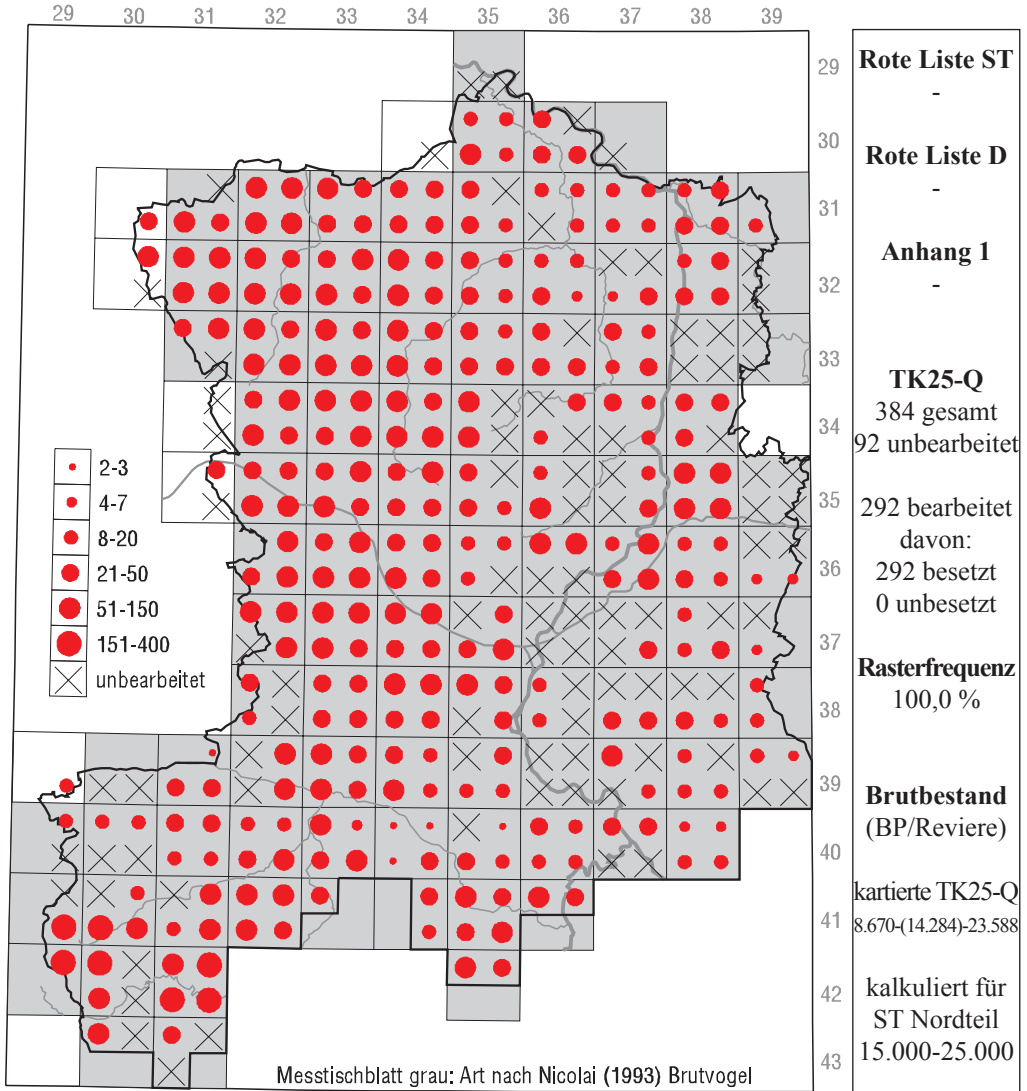 29 30 31 32 33 34 35 36 37 38 39
29
30
31
32
33
34
35
36
37
38
39
40
41
42
43
2-3
4-7
8-20
21-50
51-150
151-400
unbearbeitet
Messtischblatt grau: Art nach Nicolai (1993) Brutvogel
Rote Liste ST
-
Rote Liste D
-
Anhang 1
-
TK25-Q
384 gesamt
92 unbearbeitet
292 bearbeitet
davon:
292 besetzt
0 unbesetzt
Rasterfrequenz
100,0 %
Brutbestand
(BP/Reviere)
kartierte TK25-Q
8.670-(14.284)-23.588
kalkuliert für
ST Nordteil
15.000-25.000